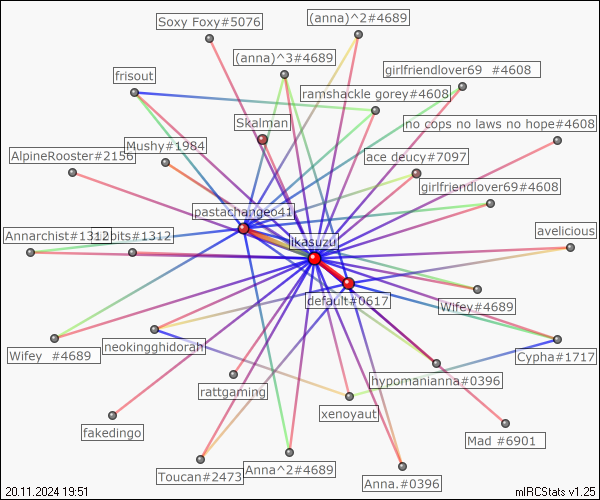 Soxy Foxy#5076
(anna)^2#4689
(anna)^3#4689
girlfriendlover69 #4608
frisout
ramshackle gorey#4608
Skalman
no cops no laws no hope#4608
Mushy#1984
AlpineRooster#2156
ace deucy#7097
girlfriendlover69#4608
pastachangeo41
avelicious
Annarchist#1312
bits#1312
ikasuzu
default#0617
Wifey#4689
Wifey #4689
neokingghidorah
Cypha#1717
hypomanianna#0396
rattgaming
xenoyaut
fakedingo
Mad #6901
Toucan#2473
Anna^2#4689
Anna.#0396
20.11.2024 19:51
mIRCStats v1.25